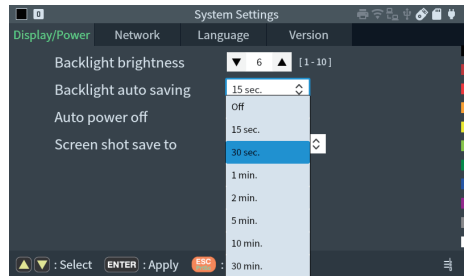 0 System Settings
Display/Power Network Language Version
Backlight brightness ▼ 6 ▲ [1-10]
Backlight auto saving 15 sec.
Off
Auto power off
15 sec.
Screen shot save to
30 sec.
1 min.
2 min.
5 min.
10 min.
▲▼ : Select ENTER : Apply ESC :
30 min.